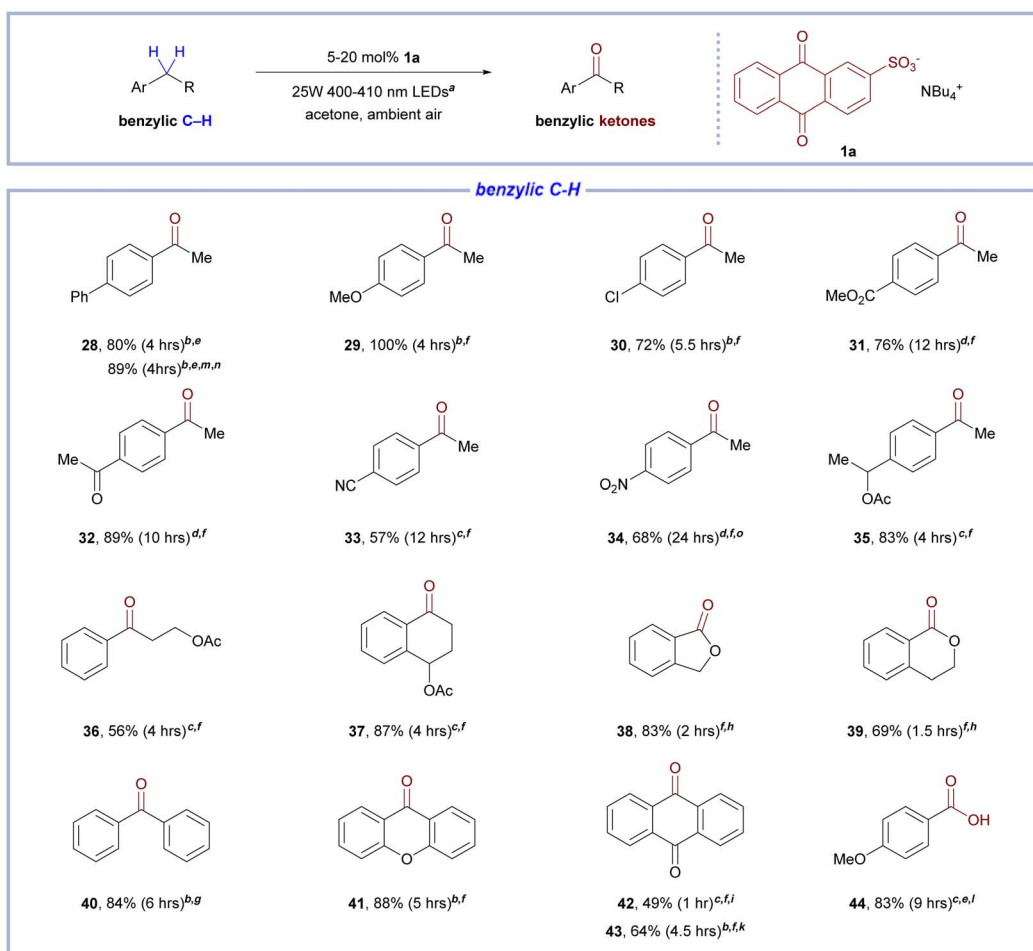 H H
Ar R
benzylic C–H
5-20 mol% 1a
25W 400-410 nm LEDsᵃ
acetone, ambient air
O
Ar R
benzylic ketones
O
SO₃⁻
NBu₄⁺
O
1a
benzylic C-H
O
Me
Ph
28, 80% (4 hrs)ᵇ,ᵉ
89% (4hrs)ᵇ,ᵉ,ᵐ,ⁿ
O
Me
MeO
29, 100% (4 hrs)ᵇ,ᶠ
O
Me
Cl
30, 72% (5.5 hrs)ᵇ,ᶠ
O
Me
MeO₂C
31, 76% (12 hrs)ᵈ,ᶠ
O
Me
Me
O
32, 89% (10 hrs)ᵈ,ᶠ
O
Me
NC
33, 57% (12 hrs)ᶜ,ᶠ
O
Me
O₂N
34, 68% (24 hrs)ᵈ,ᶠ,ᵒ
O
Me
Me
OAc
35, 83% (4 hrs)ᶜ,ᶠ
O
OAc
36, 56% (4 hrs)ᶜ,ᶠ
O
OAc
37, 87% (4 hrs)ᶜ,ᶠ
O
O
38, 83% (2 hrs)ᶠ,ʰ
O
O
39, 69% (1.5 hrs)ᶠ,ʰ
O
40, 84% (6 hrs)ᵇ,ᵍ
O
O
41, 88% (5 hrs)ᵇ,ᶠ
O
O
42, 49% (1 hr)ᶜ,ᶠ,ⁱ
43, 64% (4.5 hrs)ᵇ,ᶠ,ᵏ
O
OH
MeO
44, 83% (9 hrs)ᶜ,ᵉ,ˡ